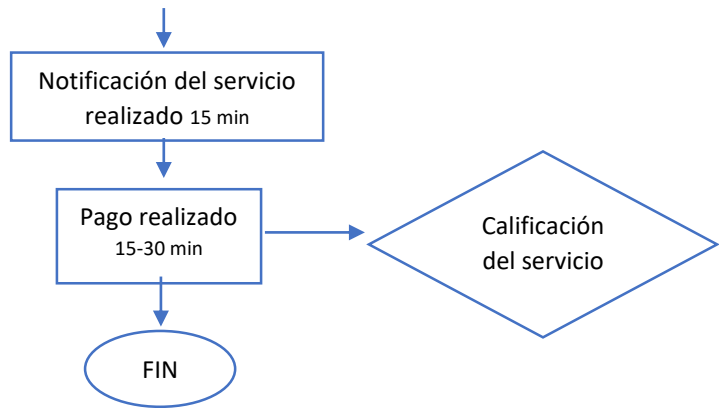 Notificación del servicio
realizado 15 min
Pago realizado
15-30 min
Calificación
del servicio
FIN